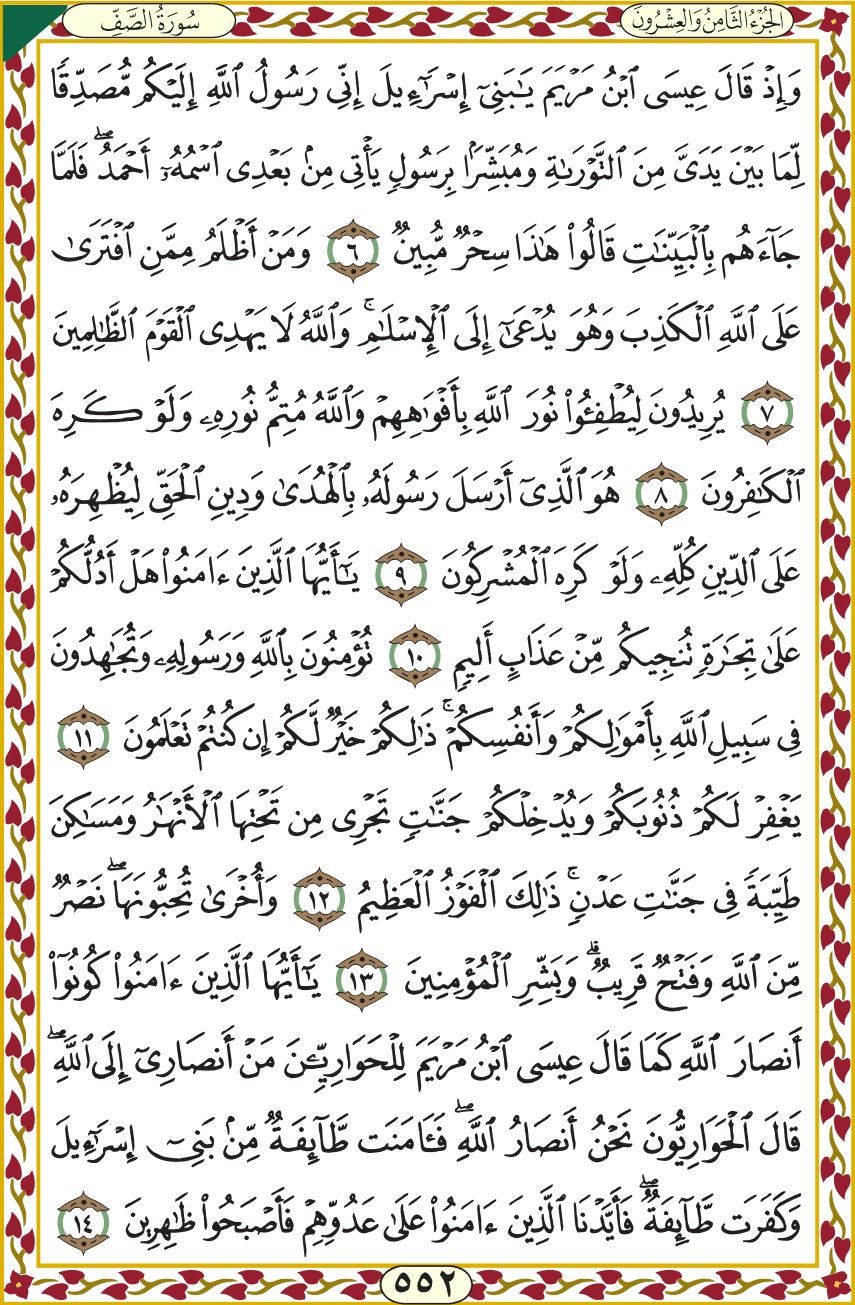 الجُزْءُ الثَّامِنُ وَالعِشْرُونَ
سُورَةُ الصَّفِّ
وَإِذْ قَالَ عِيسَى ٱبْنُ مَرْيَمَ يَٰبَنِىٓ إِسْرَٰٓءِيلَ إِنِّى رَسُولُ ٱللَّهِ إِلَيْكُم مُّصَدِّقًا
لِّمَا بَيْنَ يَدَىَّ مِنَ ٱلتَّوْرَىٰةِ وَمُبَشِّرًۢا بِرَسُولٍ يَأْتِى مِنۢ بَعْدِى ٱسْمُهُۥٓ أَحْمَدُ ۖ فَلَمَّا
جَآءَهُم بِٱلْبَيِّنَٰتِ قَالُوا۟ هَٰذَا سِحْرٌ مُّبِينٌ ٦ وَمَنْ أَظْلَمُ مِمَّنِ ٱفْتَرَىٰ
عَلَى ٱللَّهِ ٱلْكَذِبَ وَهُوَ يُدْعَىٰٓ إِلَى ٱلْإِسْلَٰمِ ۚ وَٱللَّهُ لَا يَهْدِى ٱلْقَوْمَ ٱلظَّٰلِمِينَ
٧ يُرِيدُونَ لِيُطْفِـُٔوا۟ نُورَ ٱللَّهِ بِأَفْوَٰهِهِمْ وَٱللَّهُ مُتِمُّ نُورِهِۦ وَلَوْ كَرِهَ
ٱلْكَٰفِرُونَ ٨ هُوَ ٱلَّذِىٓ أَرْسَلَ رَسُولَهُۥ بِٱلْهُدَىٰ وَدِينِ ٱلْحَقِّ لِيُظْهِرَهُۥ
عَلَى ٱلدِّينِ كُلِّهِۦ وَلَوْ كَرِهَ ٱلْمُشْرِكُونَ ٩ يَٰٓأَيُّهَا ٱلَّذِينَ ءَامَنُوا۟ هَلْ أَدُلُّكُمْ
عَلَىٰ تِجَٰرَةٍ تُنجِيكُم مِّنْ عَذَابٍ أَلِيمٍ ١٠ تُؤْمِنُونَ بِٱللَّهِ وَرَسُولِهِۦ وَتُجَٰهِدُونَ
فِى سَبِيلِ ٱللَّهِ بِأَمْوَٰلِكُمْ وَأَنفُسِكُمْ ۚ ذَٰلِكُمْ خَيْرٌ لَّكُمْ إِن كُنتُمْ تَعْلَمُونَ ١١
يَغْفِرْ لَكُمْ ذُنُوبَكُمْ وَيُدْخِلْكُمْ جَنَّٰتٍ تَجْرِى مِن تَحْتِهَا ٱلْأَنْهَٰرُ وَمَسَٰكِنَ
طَيِّبَةً فِى جَنَّٰتِ عَدْنٍ ۚ ذَٰلِكَ ٱلْفَوْزُ ٱلْعَظِيمُ ١٢ وَأُخْرَىٰ تُحِبُّونَهَا ۖ نَصْرٌ
مِّنَ ٱللَّهِ وَفَتْحٌ قَرِيبٌ ۗ وَبَشِّرِ ٱلْمُؤْمِنِينَ ١٣ يَٰٓأَيُّهَا ٱلَّذِينَ ءَامَنُوا۟ كُونُوٓا۟
أَنصَارَ ٱللَّهِ كَمَا قَالَ عِيسَى ٱبْنُ مَرْيَمَ لِلْحَوَارِيِّـۧنَ مَنْ أَنصَارِىٓ إِلَى ٱللَّهِ ۖ
قَالَ ٱلْحَوَارِيُّونَ نَحْنُ أَنصَارُ ٱللَّهِ ۖ فَـَٔامَنَت طَّآئِفَةٌ مِّنۢ بَنِىٓ إِسْرَٰٓءِيلَ
وَكَفَرَت طَّآئِفَةٌ ۖ فَأَيَّدْنَا ٱلَّذِينَ ءَامَنُوا۟ عَلَىٰ عَدُوِّهِمْ فَأَصْبَحُوا۟ ظَٰهِرِينَ ١٤
٥٥٢